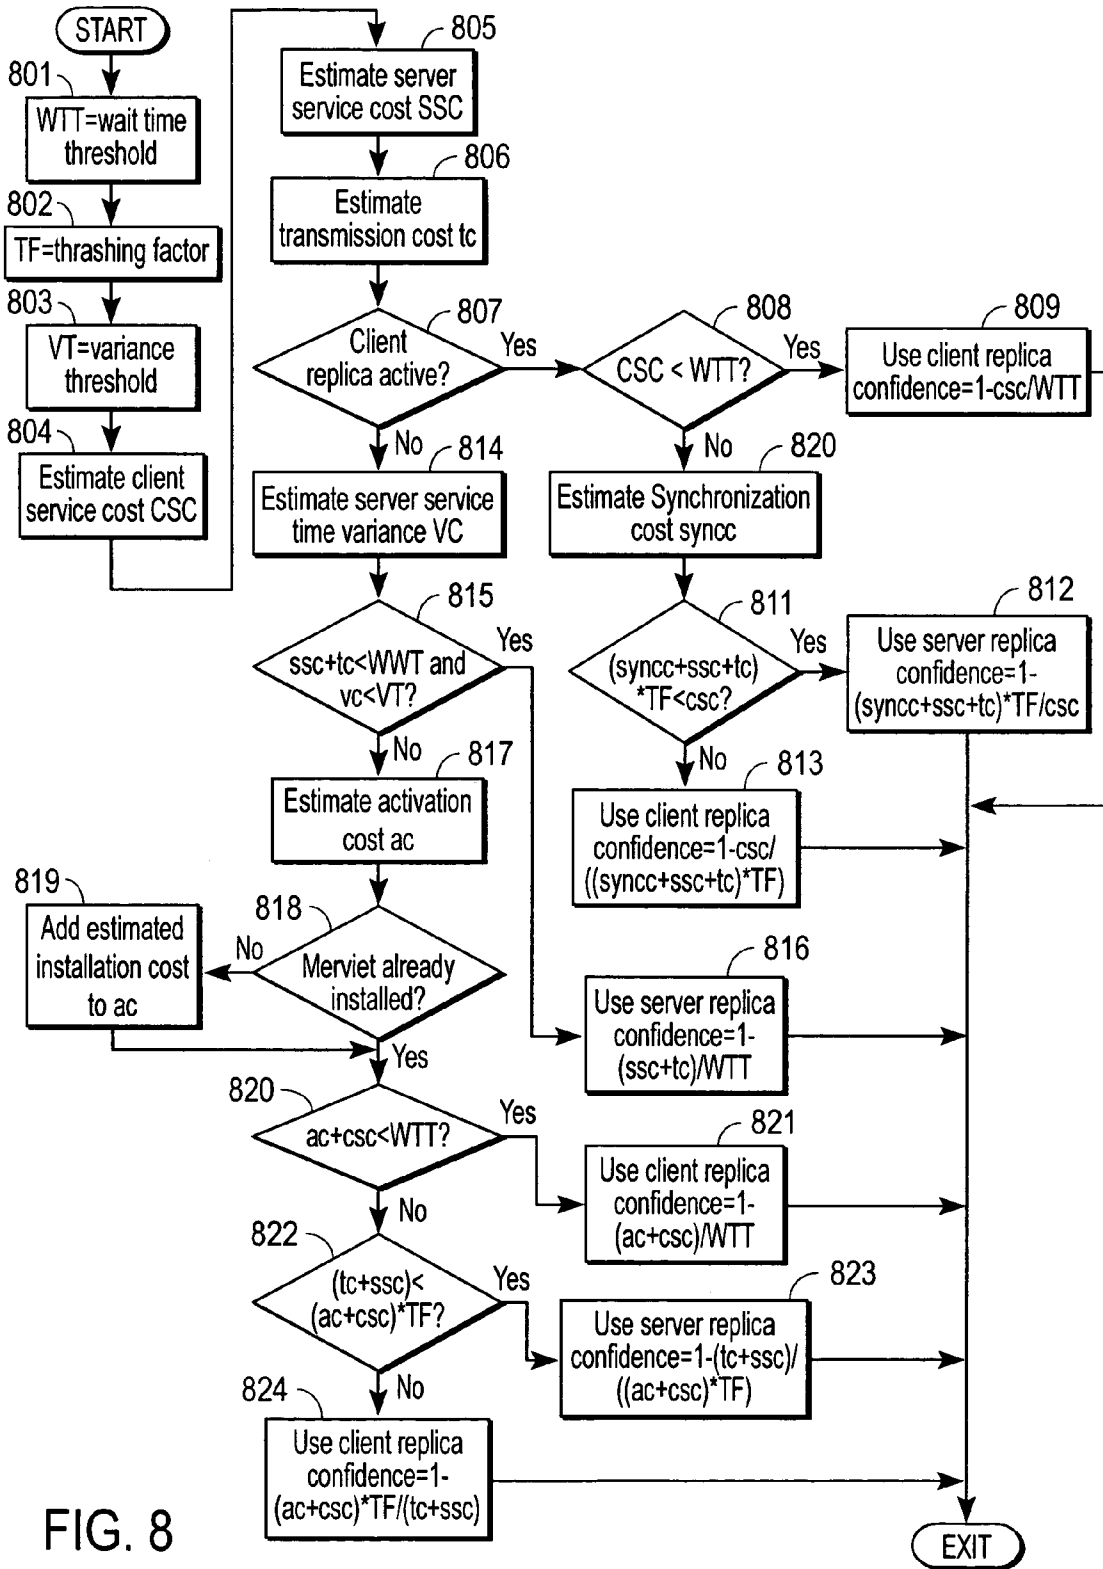 START
801
WTT=wait time
threshold
802
TF=thrashing factor
803
VT=variance
threshold
804
Estimate client
service cost CSC
805
Estimate server
service cost SSC
806
Estimate
transmission cost tc
807
Client
replica active?
Yes
No
808
CSC < WTT?
Yes
No
809
Use client replica
confidence=1-csc/WTT
814
Estimate server service
time variance VC
820
Estimate Synchronization
cost syncc
815
ssc+tc<WWT and
vc<VT?
Yes
No
811
(syncc+ssc+tc)
*TF<csc?
Yes
No
812
Use server replica
confidence=1-
(syncc+ssc+tc)*TF/csc
817
Estimate activation
cost ac
813
Use client replica
confidence=1-csc/
((syncc+ssc+tc)*TF)
819
Add estimated
installation cost
to ac
818
Merviet already
installed?
No
Yes
816
Use server replica
confidence=1-
(ssc+tc)/WTT
820
ac+csc<WTT?
Yes
No
821
Use client replica
confidence=1-
(ac+csc)/WTT
822
(tc+ssc)<
(ac+csc)*TF?
Yes
No
823
Use server replica
confidence=1-(tc+ssc)/
((ac+csc)*TF)
824
Use client replica
confidence=1-
(ac+csc)*TF/(tc+ssc)
EXIT
FIG. 8